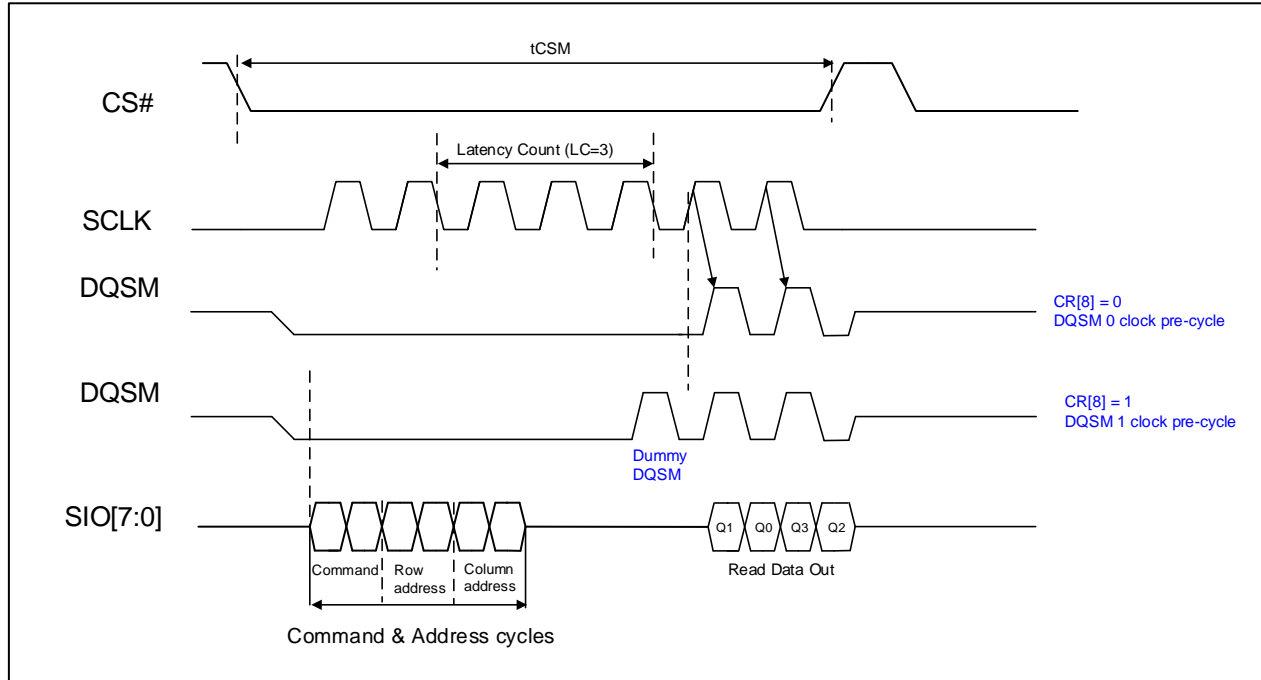 tCSM
CS#
Latency Count (LC=3)
SCLK
DQSM
CR[8] = 0
DQSM 0 clock pre-cycle
DQSM
CR[8] = 1
DQSM 1 clock pre-cycle
Dummy
DQSM
SIO[7:0]
Q1 Q0 Q3 Q2
Command
Row
address
Column
address
Read Data Out
Command & Address cycles